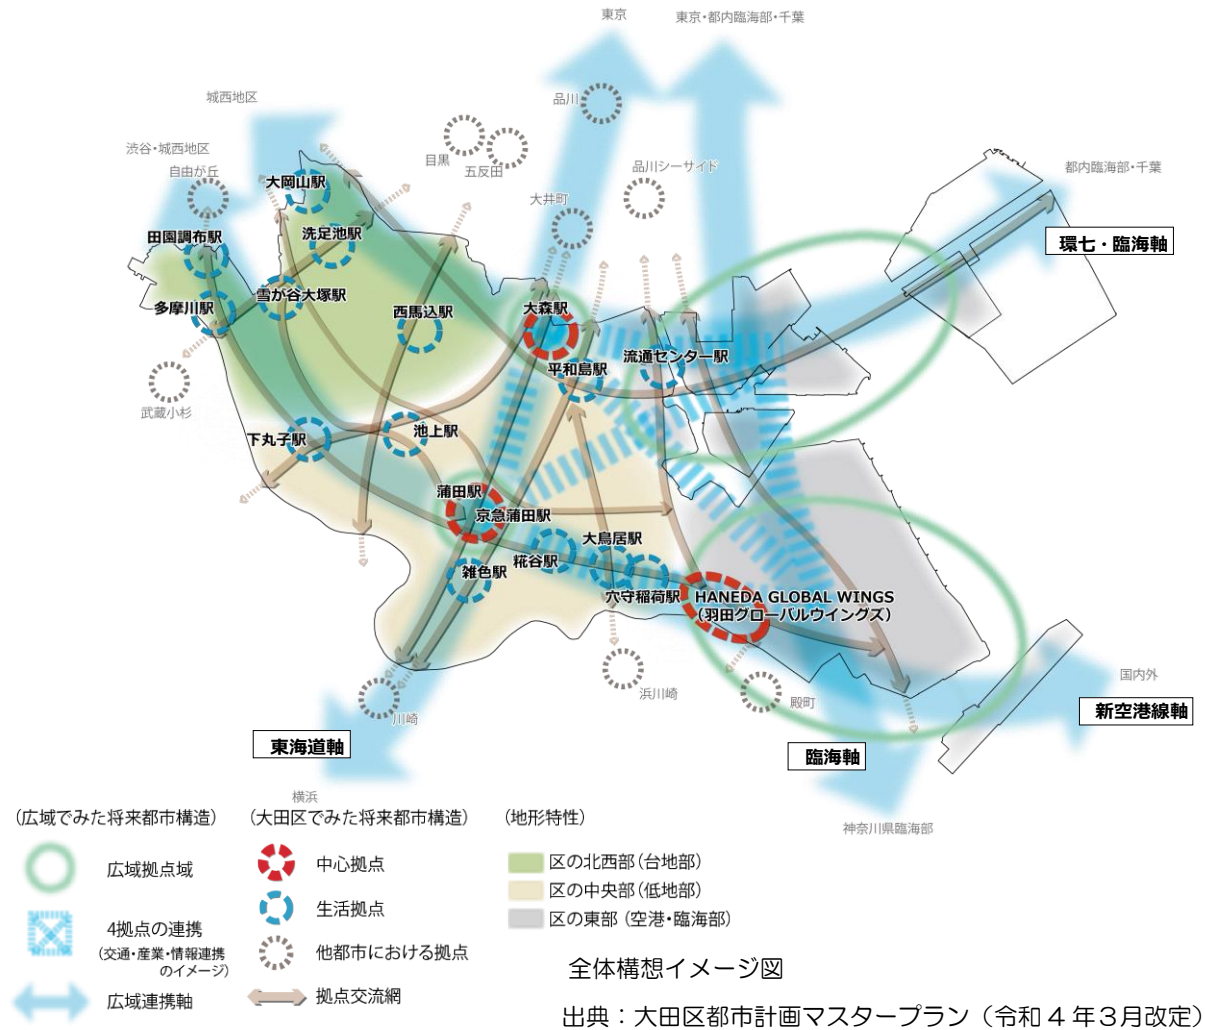 東京
東京・都内臨海部・千葉
城西地区
品川
目黒
五反田
渋谷・城西地区
自由が丘
品川シーサイド
都内臨海部・千葉
大岡山駅
大井町
田園調布駅
洗足池駅
環七・臨海軸
多摩川駅
雪が谷大塚駅
西馬込駅
大森駅
流通センター駅
平和島駅
武蔵小杉
下丸子駅
池上駅
蒲田駅
京急蒲田駅
大鳥居駅
糀谷駅
雑色駅
穴守稲荷駅
HANEDA GLOBAL WINGS
（羽田グローバルウイングズ）
国内外
浜川崎
殿町
川崎
新空港線軸
東海道軸
臨海軸
横浜
神奈川県臨海部
（広域でみた将来都市構造）
広域拠点域
4拠点の連携
（交通・産業・情報連携
のイメージ）
広域連携軸
（大田区でみた将来都市構造）
中心拠点
生活拠点
他都市における拠点
拠点交流網
（地形特性）
区の北西部（台地部）
区の中央部（低地部）
区の東部（空港・臨海部）
全体構想イメージ図
出典：大田区都市計画マスタープラン（令和４年３月改定）